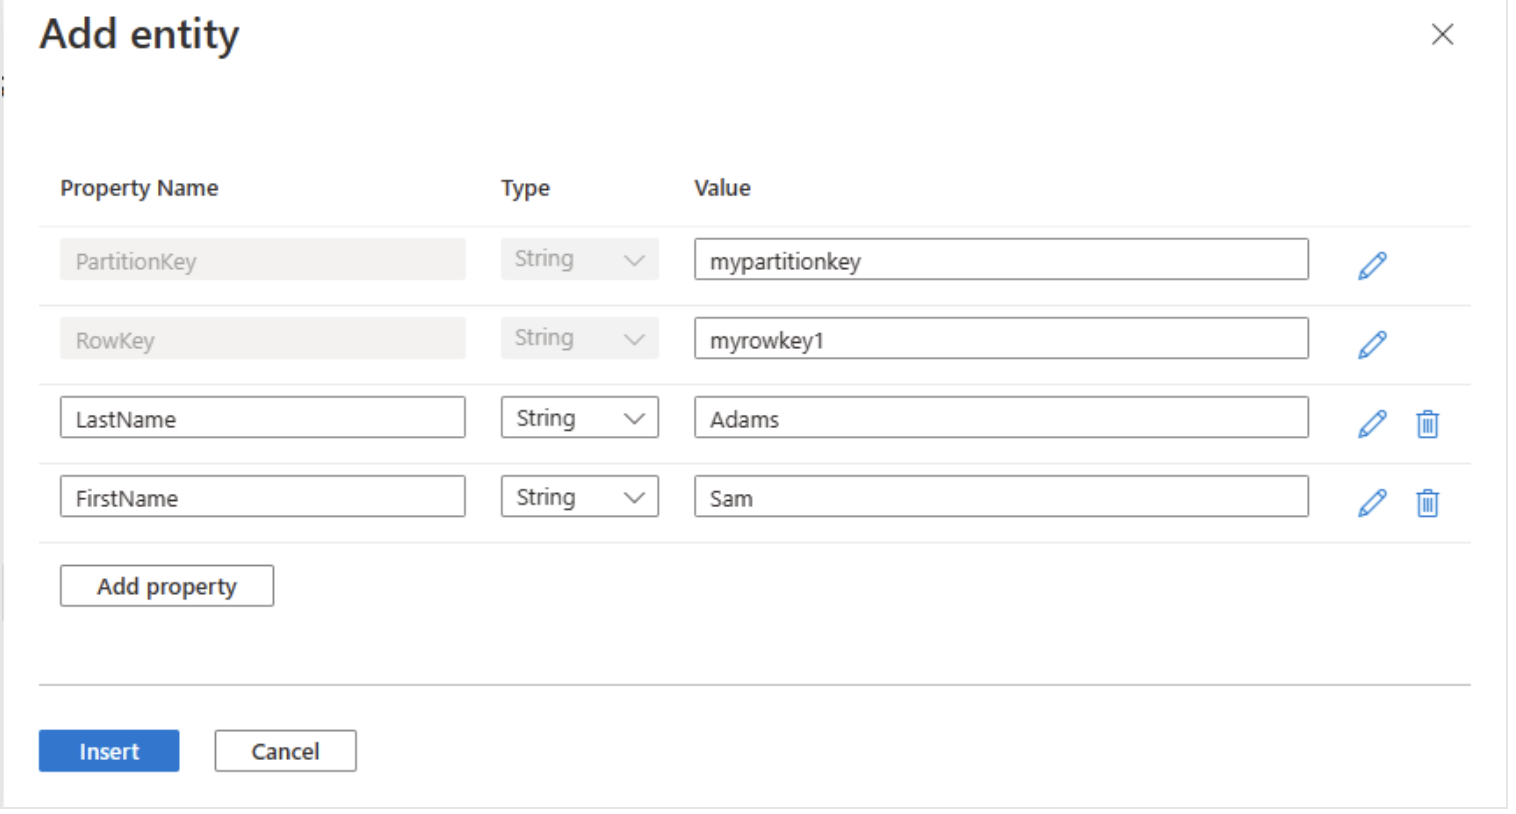 Add entity
Property Name Type Value
PartitionKey String mypartitionkey
RowKey String myrowkey1
LastName String Adams
FirstName String Sam
Add property
Insert Cancel